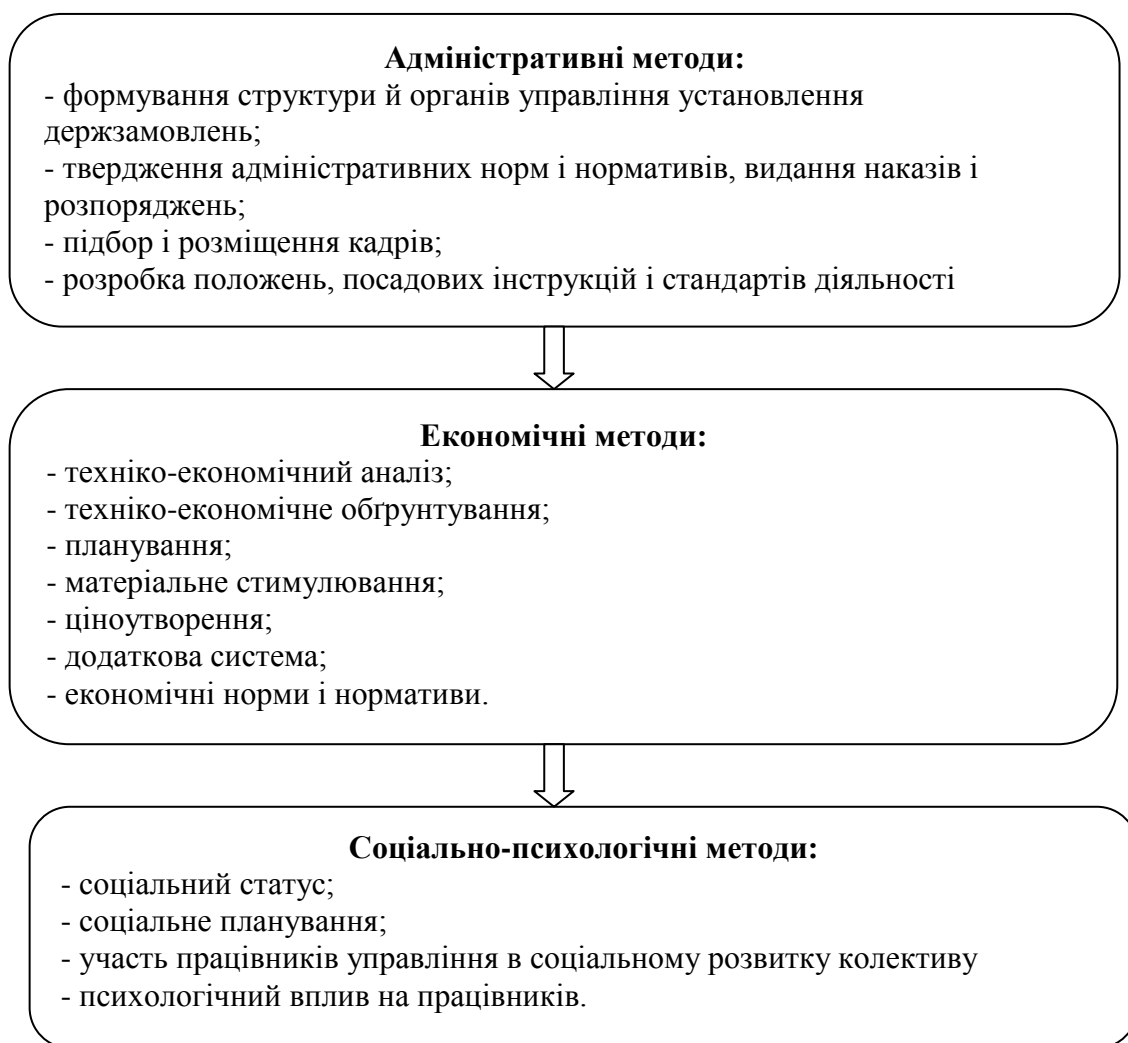 Адміністративні методи:
- формування структури й органів управління установлення
держзамовлень;
- твердження адміністративних норм і нормативів, видання наказів і
розпоряджень;
- підбор і розміщення кадрів;
- розробка положень, посадових інструкцій і стандартів діяльності
Економічні методи:
- техніко-економічний аналіз;
- техніко-економічне обґрунтування;
- планування;
- матеріальне стимулювання;
- ціноутворення;
- додаткова система;
- економічні норми і нормативи.
Соціально-психологічні методи:
- соціальний статус;
- соціальне планування;
- участь працівників управління в соціальному розвитку колективу
- психологічний вплив на працівників.